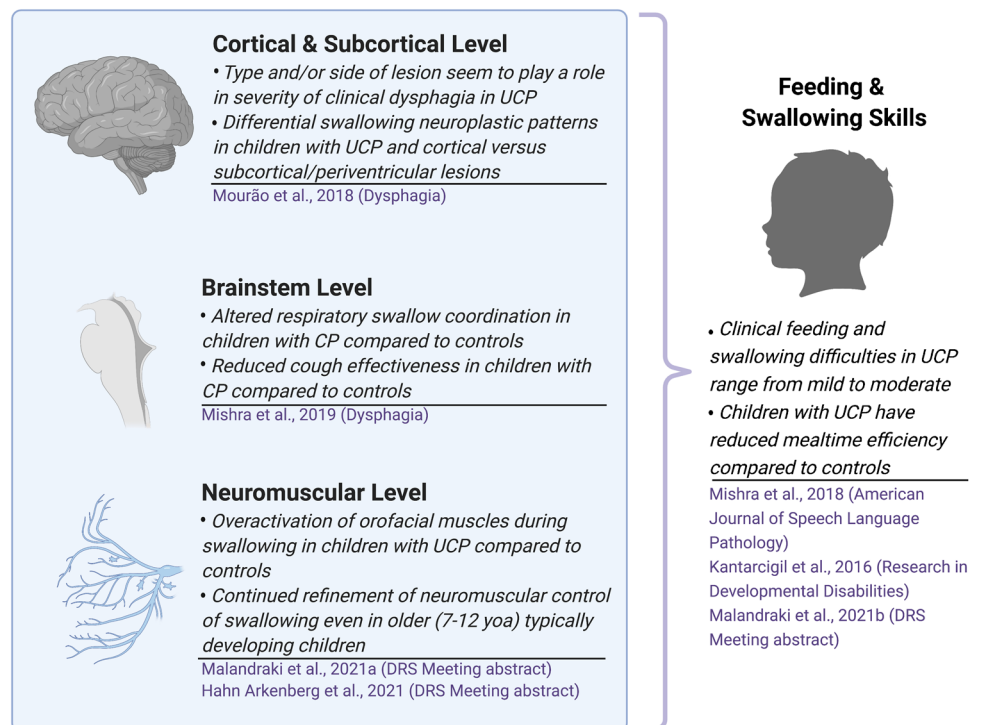 Cortical & Subcortical Level
• Type and/or side of lesion seem to play a role
in severity of clinical dysphagia in UCP
• Differential swallowing neuroplastic patterns
in children with UCP and cortical versus
subcortical/periventricular lesions
Mourão et al., 2018 (Dysphagia)
Brainstem Level
• Altered respiratory swallow coordination in
children with CP compared to controls
• Reduced cough effectiveness in children with
CP compared to controls
Mishra et al., 2019 (Dysphagia)
Neuromuscular Level
• Overactivation of orofacial muscles during
swallowing in children with UCP compared to
controls
• Continued refinement of neuromuscular control
of swallowing even in older (7-12 yoa) typically
developing children
Malandraki et al., 2021a (DRS Meeting abstract)
Hahn Arkenberg et al., 2021 (DRS Meeting abstract)
Feeding &
Swallowing Skills
• Clinical feeding and
swallowing difficulties in UCP
range from mild to moderate
• Children with UCP have
reduced mealtime efficiency
compared to controls
Mishra et al., 2018 (American
Journal of Speech Language
Pathology)
Kantarcigil et al., 2016 (Research in
Developmental Disabilities)
Malandraki et al., 2021b (DRS
Meeting abstract)